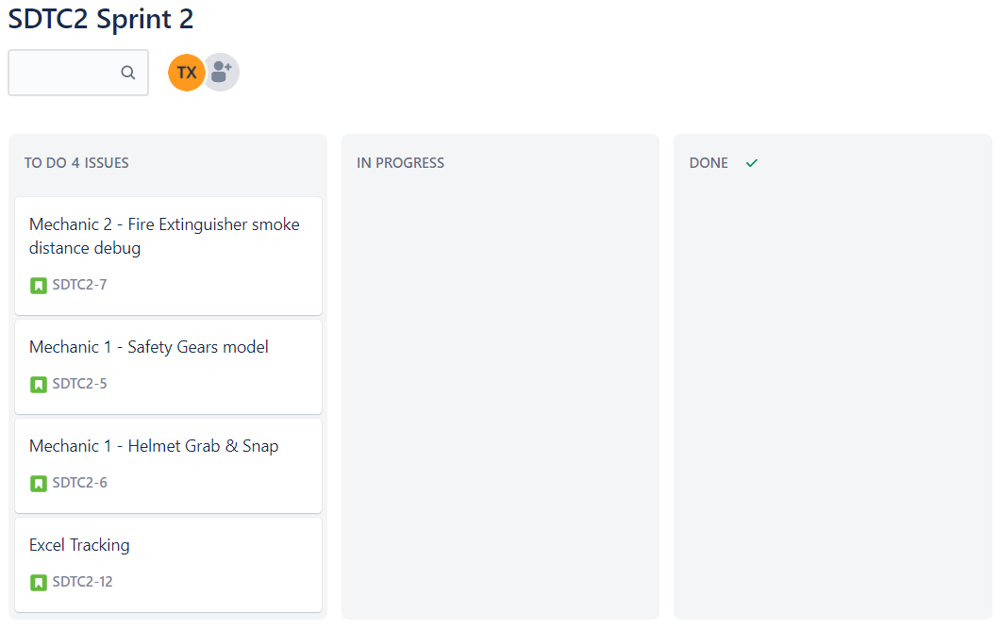 SDTC2 Sprint 2
TX
TO DO 4 ISSUES
Mechanic 2 - Fire Extinguisher smoke
distance debug
SDTC2-7
Mechanic 1 - Safety Gears model
SDTC2-5
Mechanic 1 - Helmet Grab & Snap
SDTC2-6
Excel Tracking
SDTC2-12
IN PROGRESS
DONE